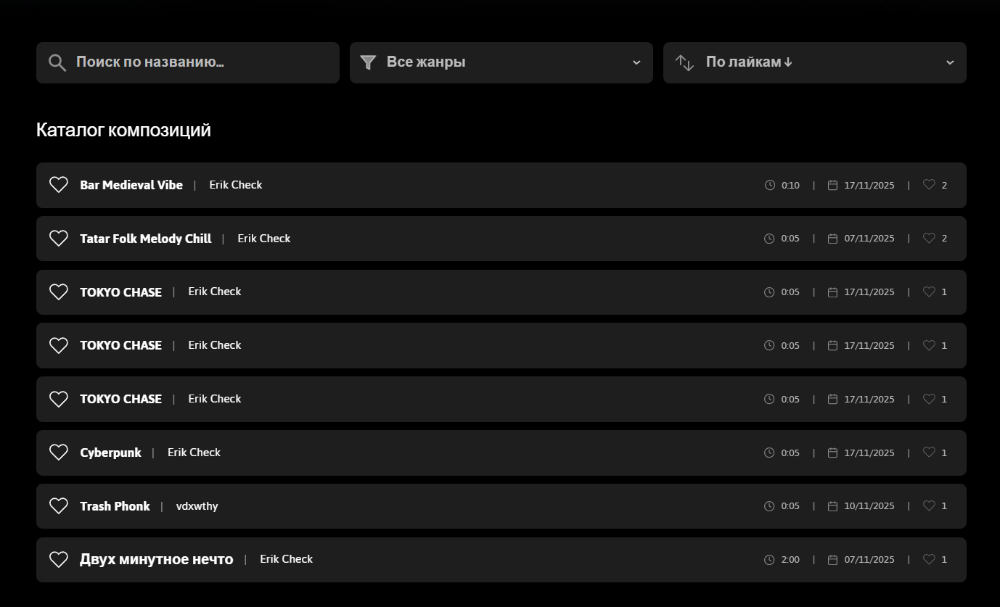 Поиск по названию...
Все жанры
По лайкам ↓
Каталог композиций
Bar Medieval Vibe | Erik Check 0:10 | 17/11/2025 | 2
Tatar Folk Melody Chill | Erik Check 0:05 | 07/11/2025 | 2
TOKYO CHASE | Erik Check 0:05 | 17/11/2025 | 1
TOKYO CHASE | Erik Check 0:05 | 17/11/2025 | 1
TOKYO CHASE | Erik Check 0:05 | 17/11/2025 | 1
Cyberpunk | Erik Check 0:05 | 17/11/2025 | 1
Trash Phonk | vdxwthy 0:05 | 10/11/2025 | 1
Двух минутное нечто | Erik Check 2:00 | 07/11/2025 | 1